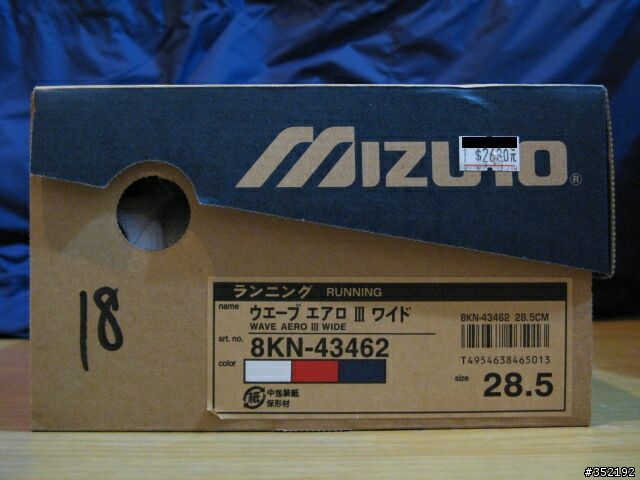 MIZUNO®
$2680元
18
ランニング RUNNING
name ウエーブ エアロ Ⅲ ワイド
WAVE AERO Ⅲ WIDE
art. no. 8KN-43462
color
紙 中包装紙
保形材
8KN-43462 28.5CM
T4954638465013
size 28.5
#352192